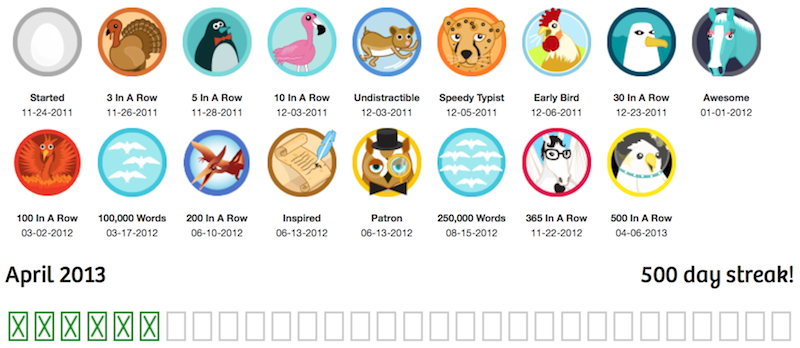 Started 3 In A Row 5 In A Row 10 In A Row Undistractible Speedy Typist Early Bird 30 In A Row Awesome
11-24-2011 11-26-2011 11-28-2011 12-03-2011 12-03-2011 12-05-2011 12-06-2011 12-23-2011 01-01-2012
100 In A Row 100,000 Words 200 In A Row Inspired Patron 250,000 Words 365 In A Row 500 In A Row
03-02-2012 03-17-2012 06-10-2012 06-13-2012 06-13-2012 08-15-2012 11-22-2012 04-06-2013
April 2013 500 day streak!
X X X X X X